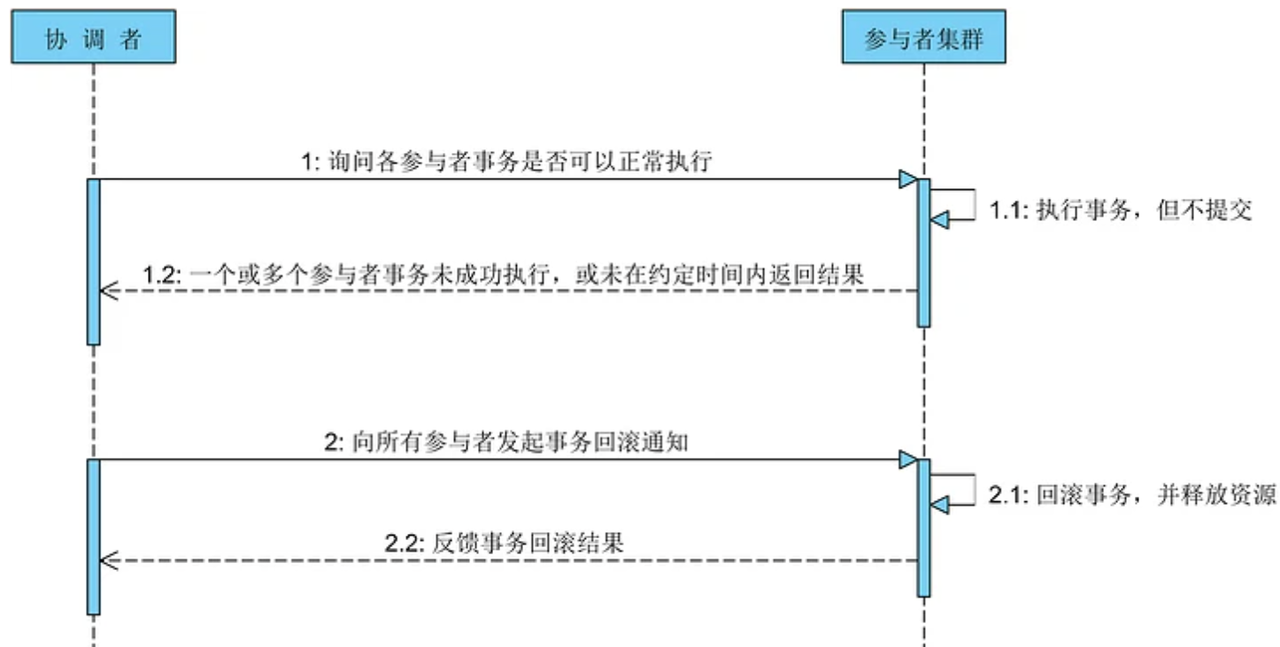 协 调 者
参与者集群
1: 询问各参与者事务是否可以正常执行
1.1: 执行事务，但不提交
1.2: 一个或多个参与者事务未成功执行，或未在约定时间内返回结果
2: 向所有参与者发起事务回滚通知
2.1: 回滚事务，并释放资源
2.2: 反馈事务回滚结果